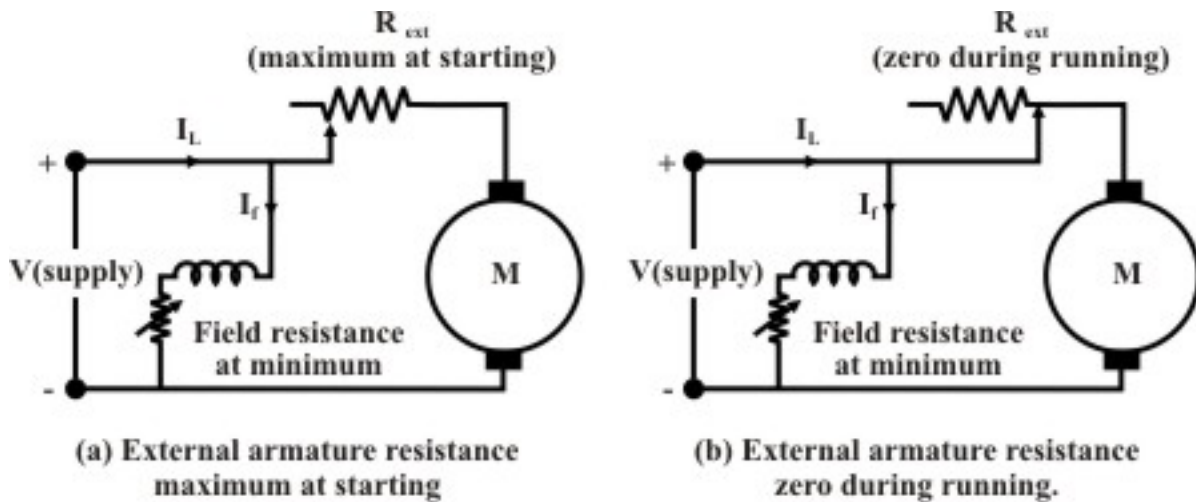 R ext
(maximum at starting)
I L
+
I f
V(supply)
M
Field resistance
at minimum
-
(a) External armature resistance
maximum at starting
R ext
(zero during running)
I L
+
I f
V(supply)
M
Field resistance
at minimum
-
(b) External armature resistance
zero during running.